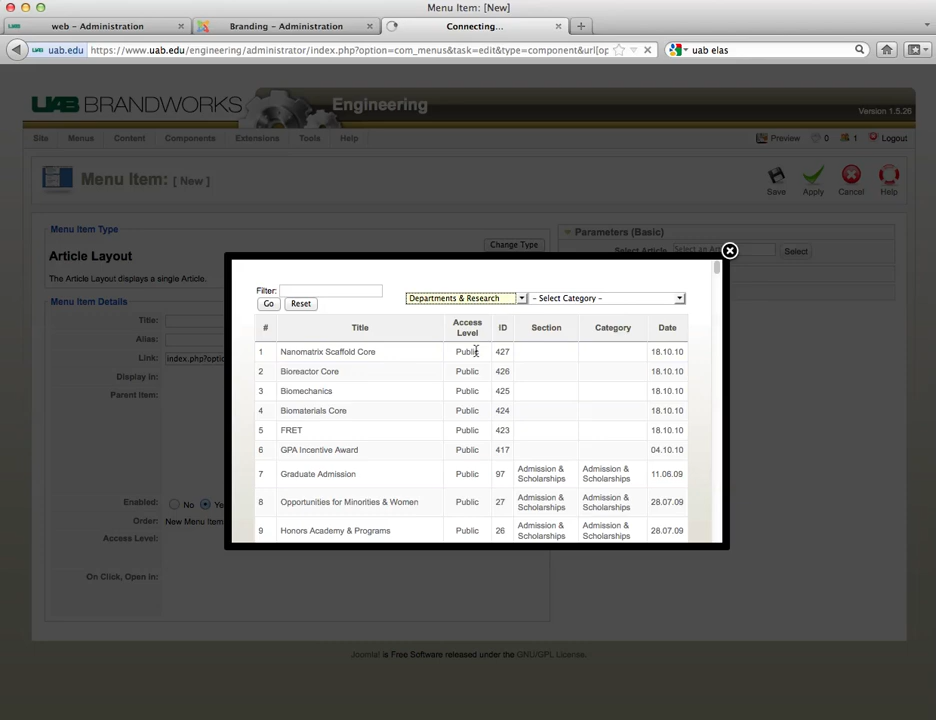 Menu Item: [New]
web - Administration
Branding - Administration
Connecting...
uab.edu
https://www.uab.edu/engineering/administrator/index.php?option=com_menus&task=edit&type=component&url[op
uab elas
UAB BRANDWORKS
Engineering
Version 1.5.26
Site Menus Content Components Extensions Tools Help
Preview 0 1 Logout
Menu Item: [ New ]
Save Apply Cancel Help
Menu Item Type
Parameters (Basic)
Article Layout
Change Type
Select Article Select an Art Select
The Article Layout displays a single Article.
Menu Item Details
Title:
Alias:
Link: index.php?optio
Display in:
Parent Item:
Enabled: No Yes
Order: New Menu Item
Access Level:
On Click, Open in:
Filter:
Go Reset
Departments & Research
- Select Category -
# Title Access Level ID Section Category Date
1 Nanomatrix Scaffold Core Public 427 18.10.10
2 Bioreactor Core Public 426 18.10.10
3 Biomechanics Public 425 18.10.10
4 Biomaterials Core Public 424 18.10.10
5 FRET Public 423 18.10.10
6 GPA Incentive Award Public 417 04.10.10
7 Graduate Admission Public 97 Admission & Scholarships Admission & Scholarships 11.06.09
8 Opportunities for Minorities & Women Public 27 Admission & Scholarships Admission & Scholarships 28.07.09
9 Honors Academy & Programs Public 26 Admission & Scholarships Admission & Scholarships 28.07.09
Joomla! is Free Software released under the GNU/GPL License.